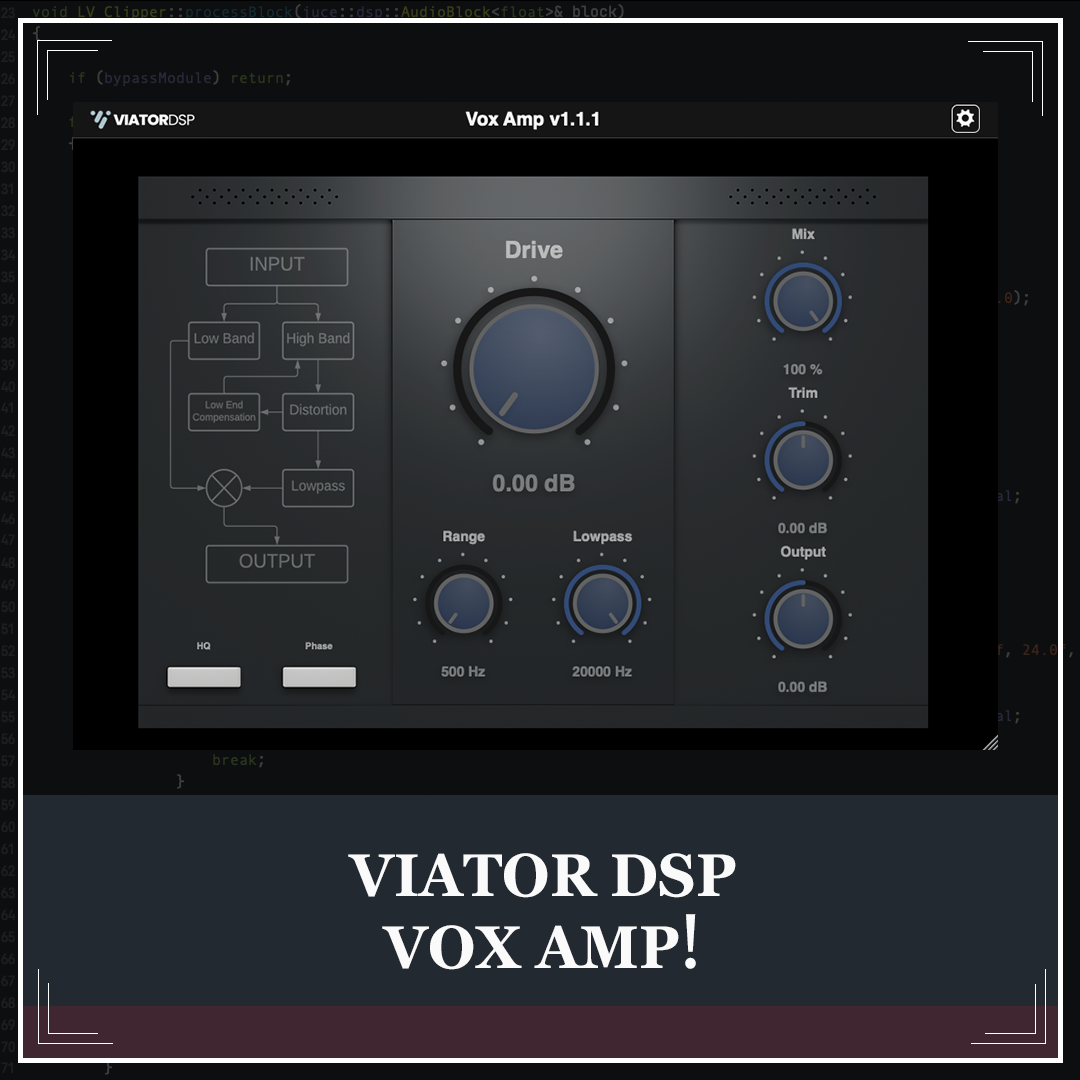 void LV_Clipper::processBlock(juce::dsp::AudioBlock<float>& block)
{
if (bypassModule) return;
VIATORDSP
Vox Amp v1.1.1
INPUT
Low Band
High Band
Low End
Compensation
Distortion
Lowpass
OUTPUT
HQ
Phase
Drive
0.00 dB
Range
Lowpass
500 Hz
20000 Hz
Mix
100 %
Trim
0.00 dB
Output
0.00 dB
break;
}
VIATOR DSP
VOX AMP!
}